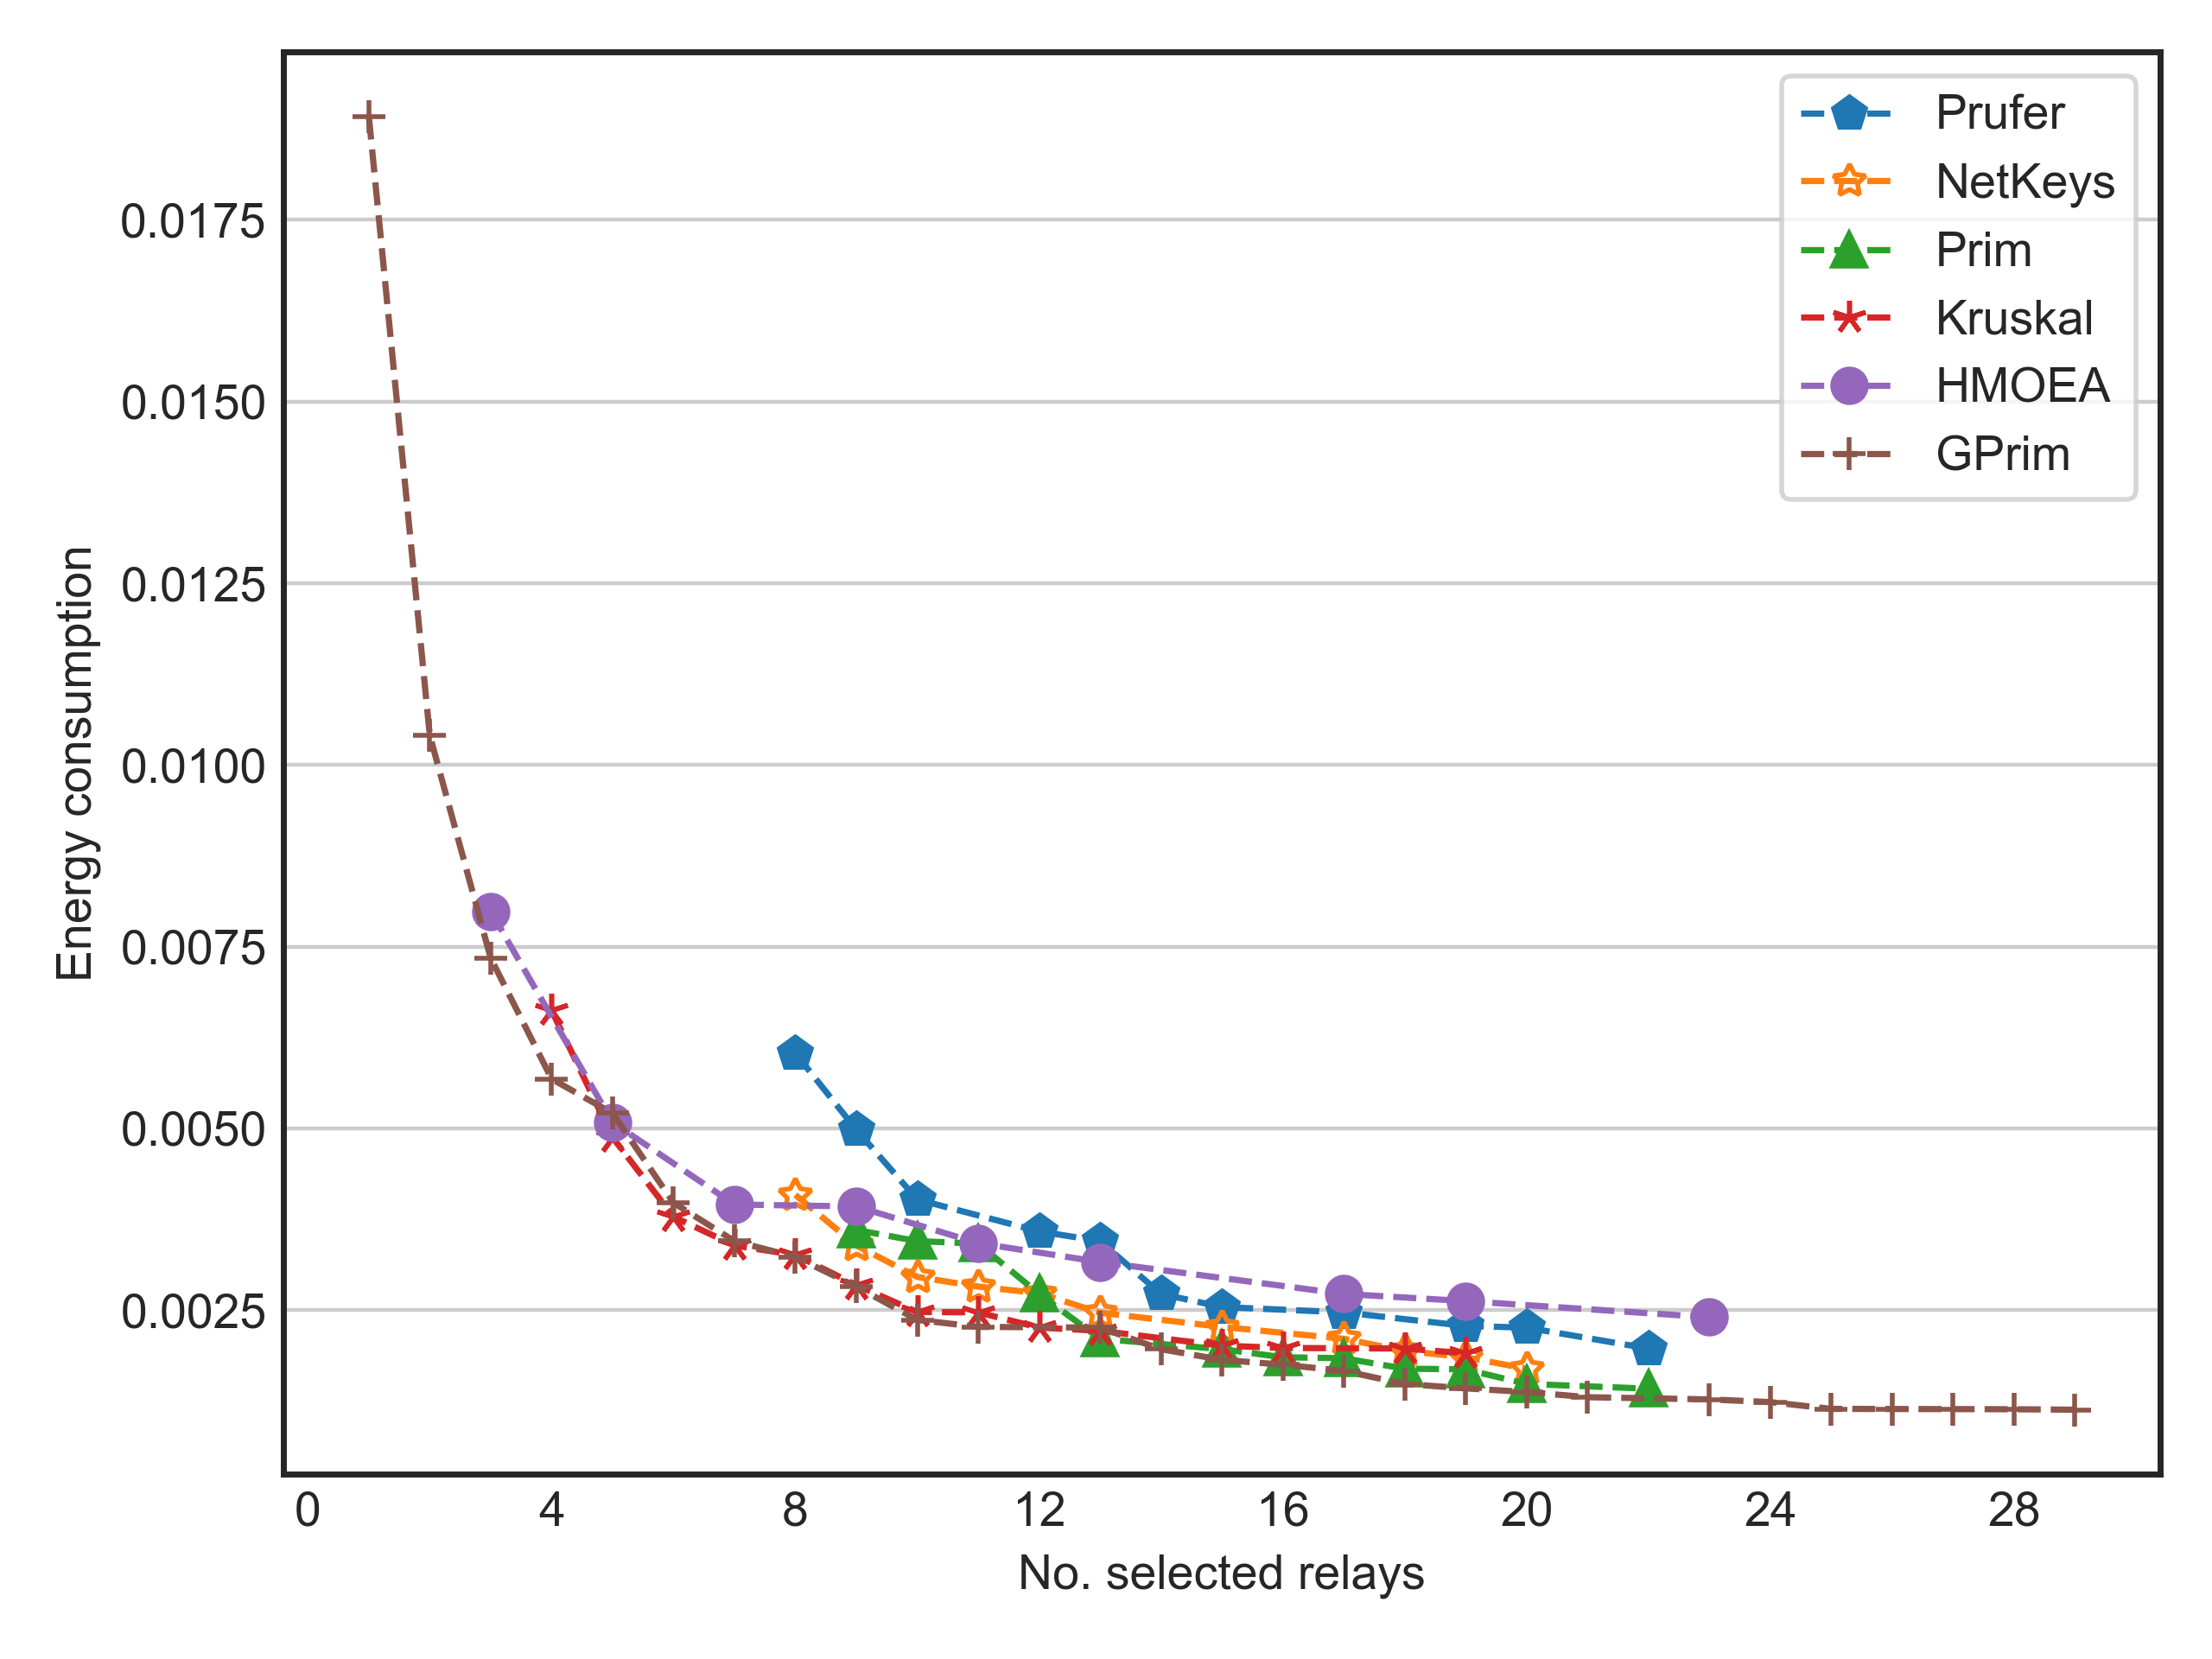 Prufer
NetKeys
Prim
Kruskal
HMOEA
GPrim
0.0175
0.0150
0.0125
0.0100
0.0075
0.0050
0.0025
Energy consumption
0 4 8 12 16 20 24 28
No. selected relays